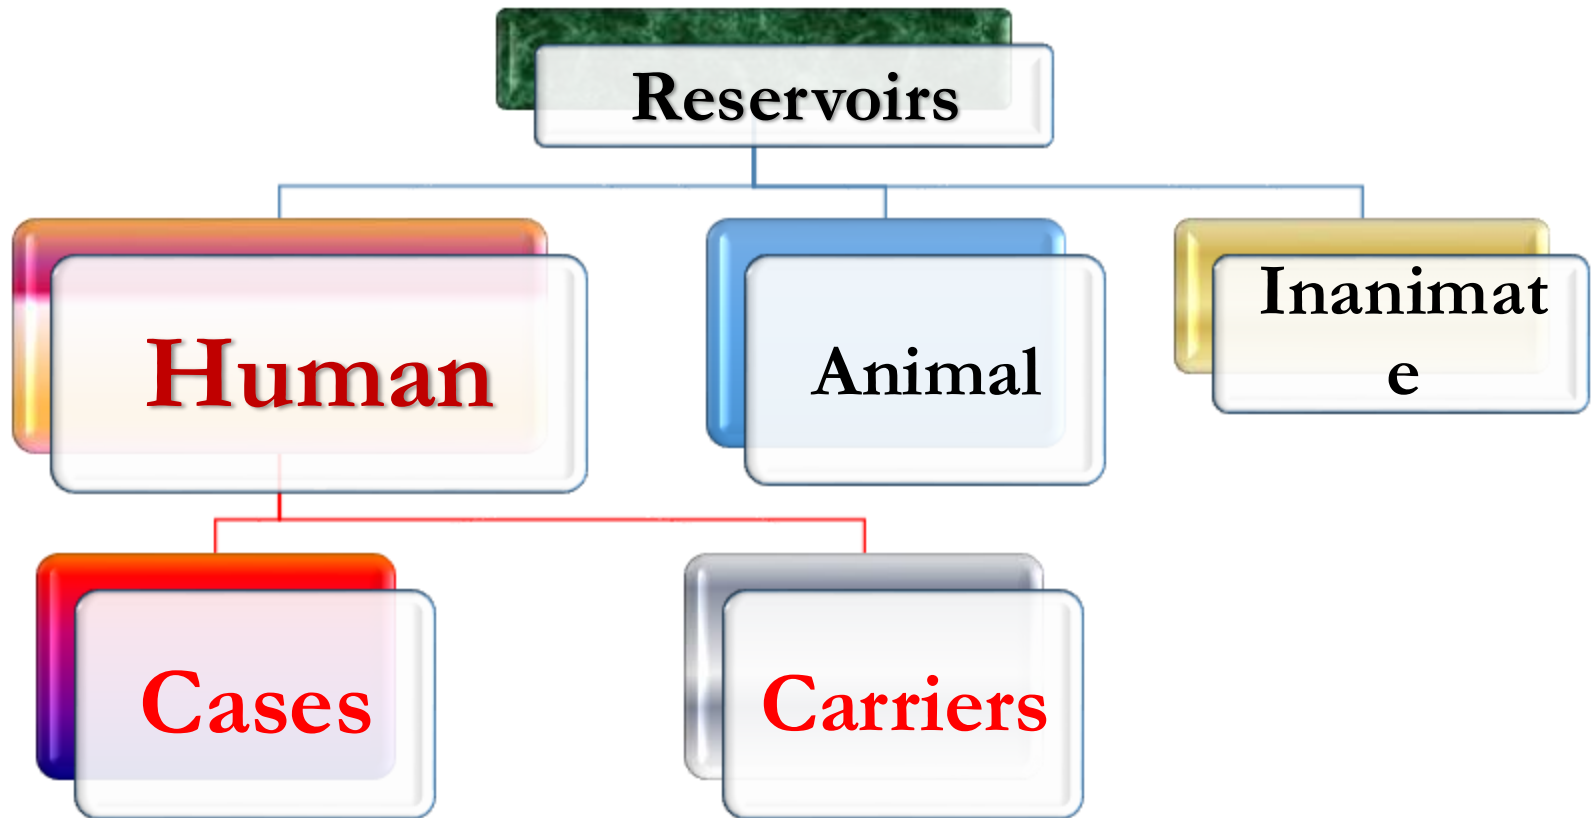 Reservoirs
Human
Animal
Inanimat
e
Cases
Carriers